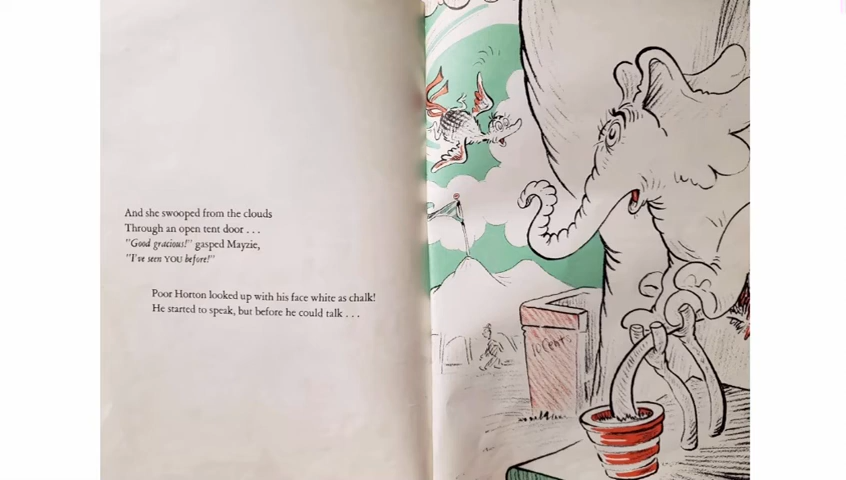 And she swooped from the clouds
Through an open tent door . . .
"Good gracious!" gasped Mayzie,
"I've seen YOU before!"
Poor Horton looked up with his face white as chalk!
He started to speak, but before he could talk . . .
10 Cents